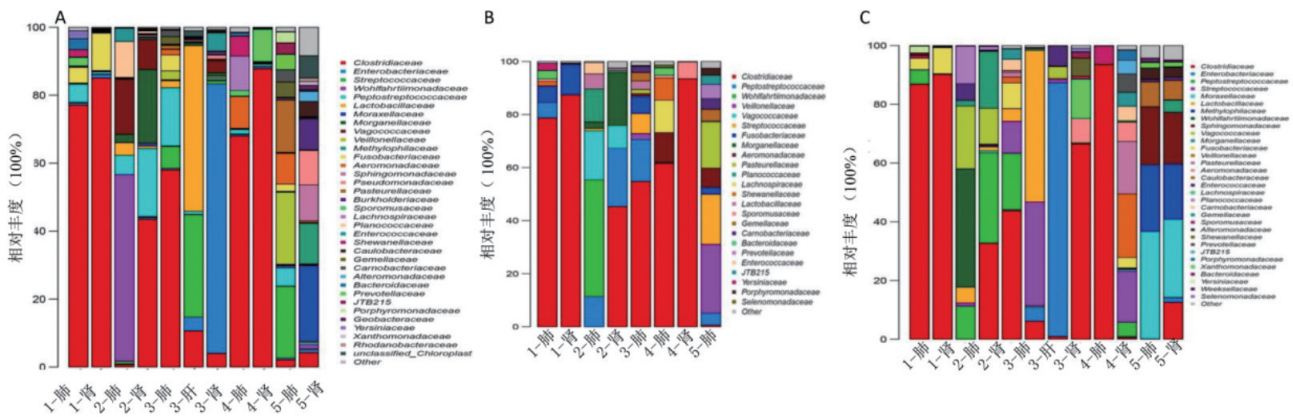 A
相对丰度（100%）
100
80
60
40
20
0
1-肺
1-肾
2-肺
2-肾
3-肺
3-肝
3-肾
4-肺
4-肾
5-肺
5-肾
Clostridiaceae
Enterobacteriaceae
Streptococcaceae
Wohlfahrtiimonadaceae
Peptostreptococcaceae
Lactobacillaceae
Moraxellaceae
Morganellaceae
Vagococcaceae
Veillonellaceae
Methylophilaceae
Fusobacteriaceae
Aeromonadaceae
Sphingomonadaceae
Pseudomonadaceae
Pasteurellaceae
Burkholderiaceae
Sporomusaceae
Lachnospiraceae
Planococcaceae
Enterococcaceae
Shewanellaceae
Caulobacteraceae
Gemellaceae
Carnobacteriaceae
Alteromonadaceae
Bacteroidaceae
Prevotellaceae
JTB215
Porphyromonadaceae
Geobacteraceae
Yersiniaceae
Xanthomonadaceae
Rhodanobacteraceae
unclassified_Chloroplast
Other
B
相对丰度（100%）
100
80
60
40
20
0
1-肺
1-肾
2-肺
2-肾
3-肺
4-肺
4-肾
5-肺
Clostridiaceae
Peptostreptococcaceae
Wohlfahrtiimonadaceae
Veillonellaceae
Vagococcaceae
Streptococcaceae
Fusobacteriaceae
Morganellaceae
Aeromonadaceae
Pasteurellaceae
Planococcaceae
Lachnospiraceae
Shewanellaceae
Lactobacillaceae
Sporomusaceae
Gemellaceae
Carnobacteriaceae
Bacteroidaceae
Prevotellaceae
Enterococcaceae
JTB215
Yersiniaceae
Porphyromonadaceae
Selenomonadaceae
Other
C
相对丰度（100%）
100
80
60
40
20
0
1-肺
1-肾
2-肺
2-肾
3-肺
3-肝
3-肾
4-肺
4-肾
5-肺
5-肾
Clostridiaceae
Enterobacteriaceae
Peptostreptococcaceae
Streptococcaceae
Moraxellaceae
Lactobacillaceae
Methylophilaceae
Wohlfahrtiimonadaceae
Sphingomonadaceae
Vagococcaceae
Morganellaceae
Fusobacteriaceae
Veillonellaceae
Pasteurellaceae
Aeromonadaceae
Caulobacteraceae
Enterococcaceae
Lachnospiraceae
Planococcaceae
Carnobacteriaceae
Gemellaceae
Sporomusaceae
Alteromonadaceae
Shewanellaceae
Prevotellaceae
JTB215
Porphyromonadaceae
Xanthomonadaceae
Bacteroidaceae
Yersiniaceae
Weeksellaceae
Selenomonadaceae
Other